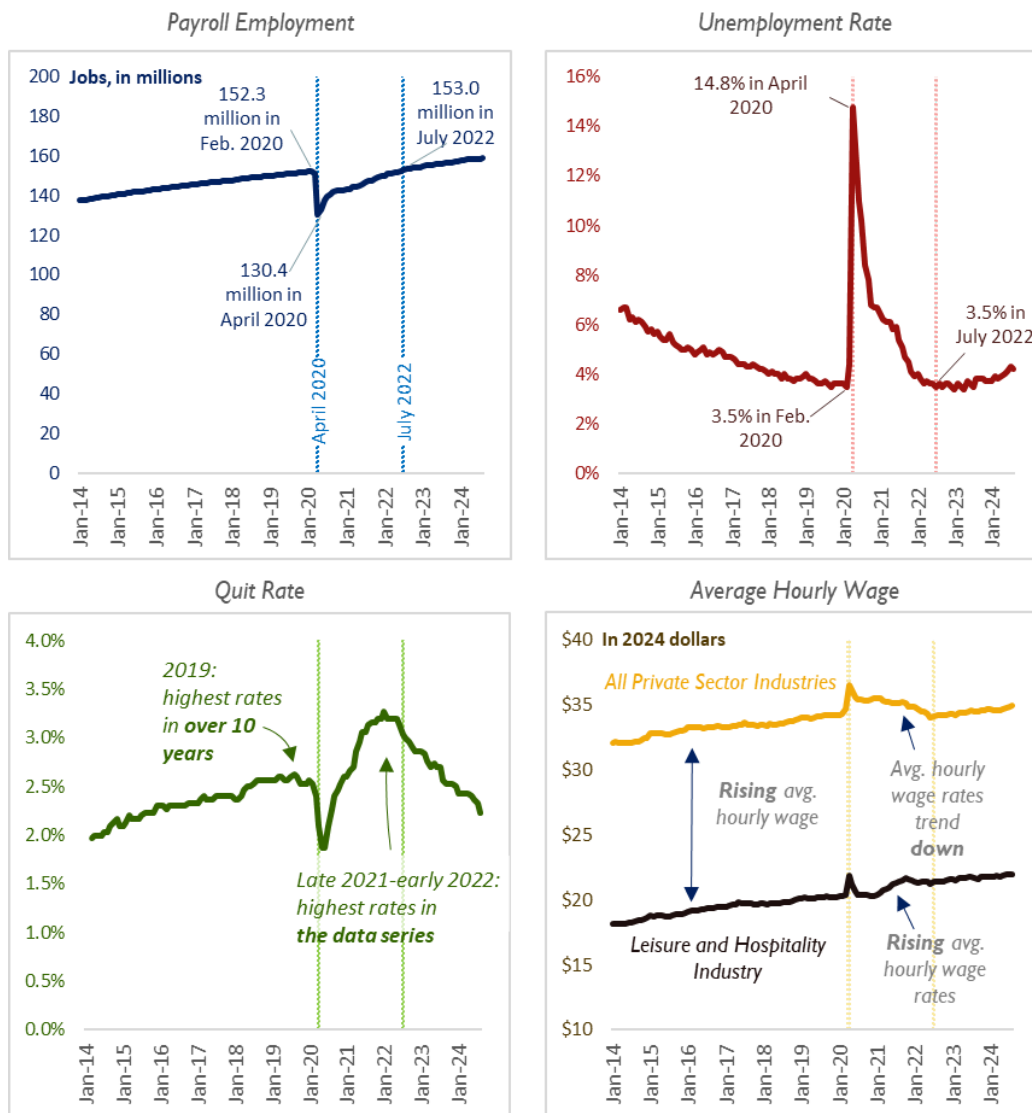 Payroll Employment
Jobs, in millions
200
180
160
140
120
100
80
60
40
20
0
152.3
million in
Feb. 2020
153.0
million in
July 2022
130.4
million in
April 2020
April 2020
July 2022
Jan-14
Jan-15
Jan-16
Jan-17
Jan-18
Jan-19
Jan-20
Jan-21
Jan-22
Jan-23
Jan-24
Unemployment Rate
16%
14%
12%
10%
8%
6%
4%
2%
0%
14.8% in April
2020
3.5% in
July 2022
3.5% in Feb.
2020
Jan-14
Jan-15
Jan-16
Jan-17
Jan-18
Jan-19
Jan-20
Jan-21
Jan-22
Jan-23
Jan-24
Quit Rate
4.0%
3.5%
3.0%
2.5%
2.0%
1.5%
1.0%
0.5%
0.0%
2019:
highest rates
in over 10
years
Late 2021-early 2022:
highest rates in
the data series
Jan-14
Jan-15
Jan-16
Jan-17
Jan-18
Jan-19
Jan-20
Jan-21
Jan-22
Jan-23
Jan-24
Average Hourly Wage
$40
$35
$30
$25
$20
$15
$10
In 2024 dollars
All Private Sector Industries
Rising avg.
hourly wage
Avg. hourly
wage rates
trend
down
Leisure and Hospitality
Industry
Rising avg.
hourly wage
rates
Jan-14
Jan-15
Jan-16
Jan-17
Jan-18
Jan-19
Jan-20
Jan-21
Jan-22
Jan-23
Jan-24